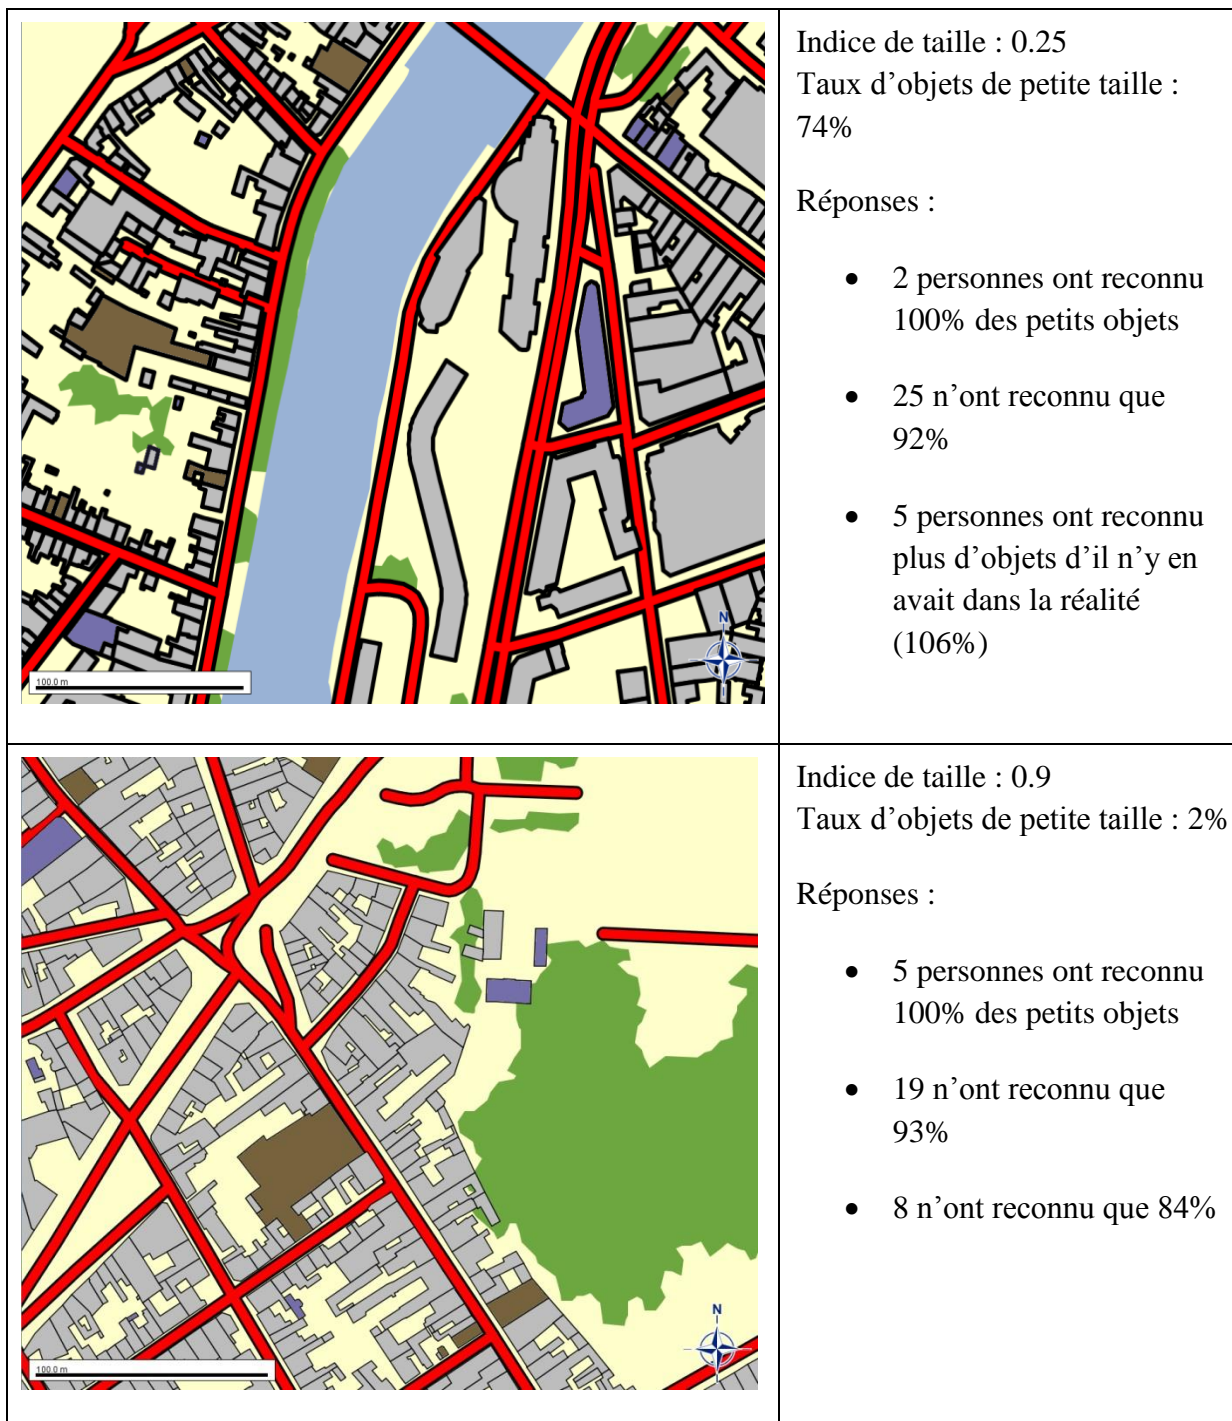 Indice de taille : 0.25
Taux d’objets de petite taille :
74%
Réponses :
• 2 personnes ont reconnu
100% des petits objets
• 25 n’ont reconnu que
92%
• 5 personnes ont reconnu
plus d’objets d’il n’y en
avait dans la réalité
(106%)
N
100.0 m
Indice de taille : 0.9
Taux d’objets de petite taille : 2%
Réponses :
• 5 personnes ont reconnu
100% des petits objets
• 19 n’ont reconnu que
93%
• 8 n’ont reconnu que 84%
N
100.0 m